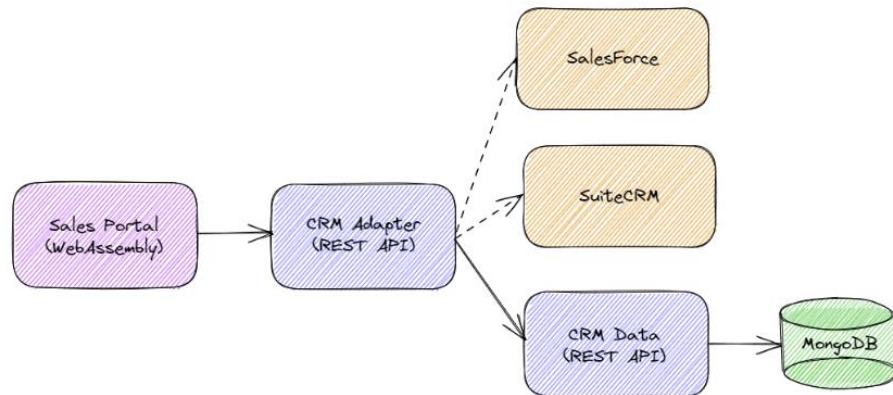 SalesForce
SuiteCRM
Sales Portal
(WebAssembly)
CRM Adapter
(REST API)
CRM Data
(REST API)
MongoDB